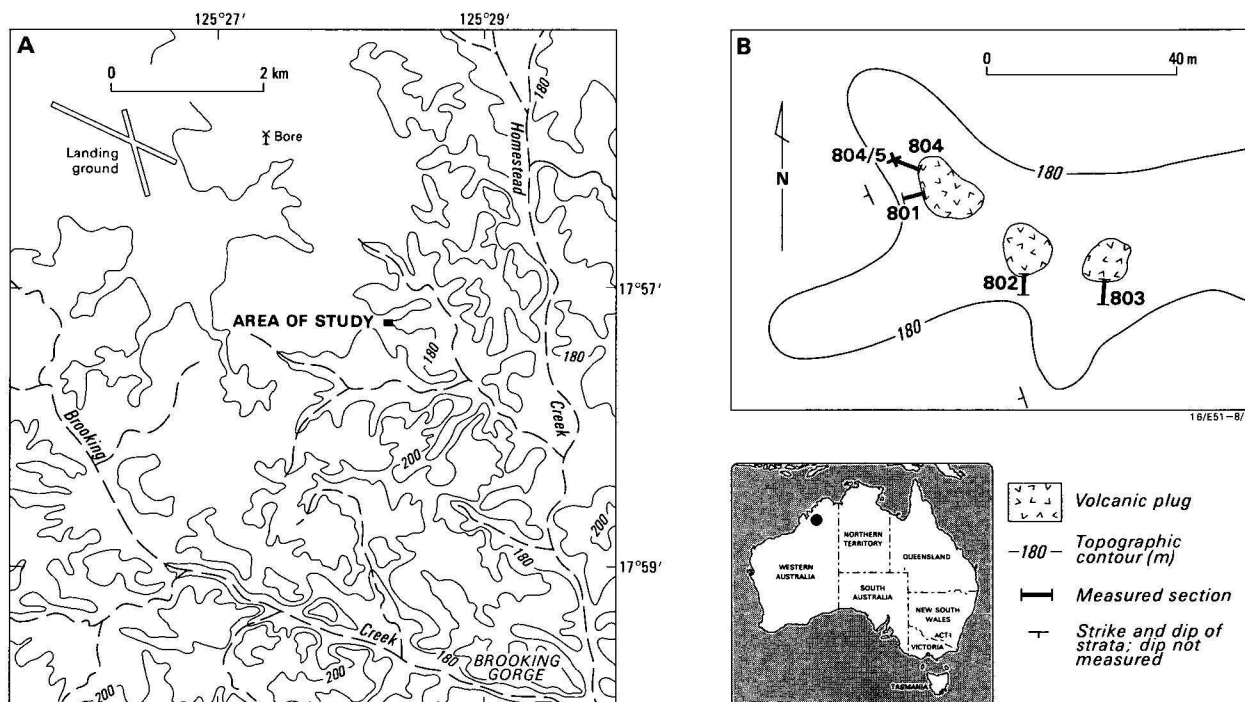 A
125°27'
125°29'
0 2 km
Landing
ground
Bore
180
Homestead
17°57'
AREA OF STUDY
180
180
Creek
Brooking
200
200
180
17°59'
Creek
180
BROOKING
GORGE
200
200
B
0 40 m
N
804/5
804
801
180
802
803
180
16/E51-8/
WESTERN
AUSTRALIA
NORTHERN
TERRITORY
QUEENSLAND
SOUTH
AUSTRALIA
NEW SOUTH
WALES
ACT
VICTORIA
TASMANIA
Volcanic plug
-180- Topographic
contour (m)
Measured section
Strike and dip of
strata; dip not
measured